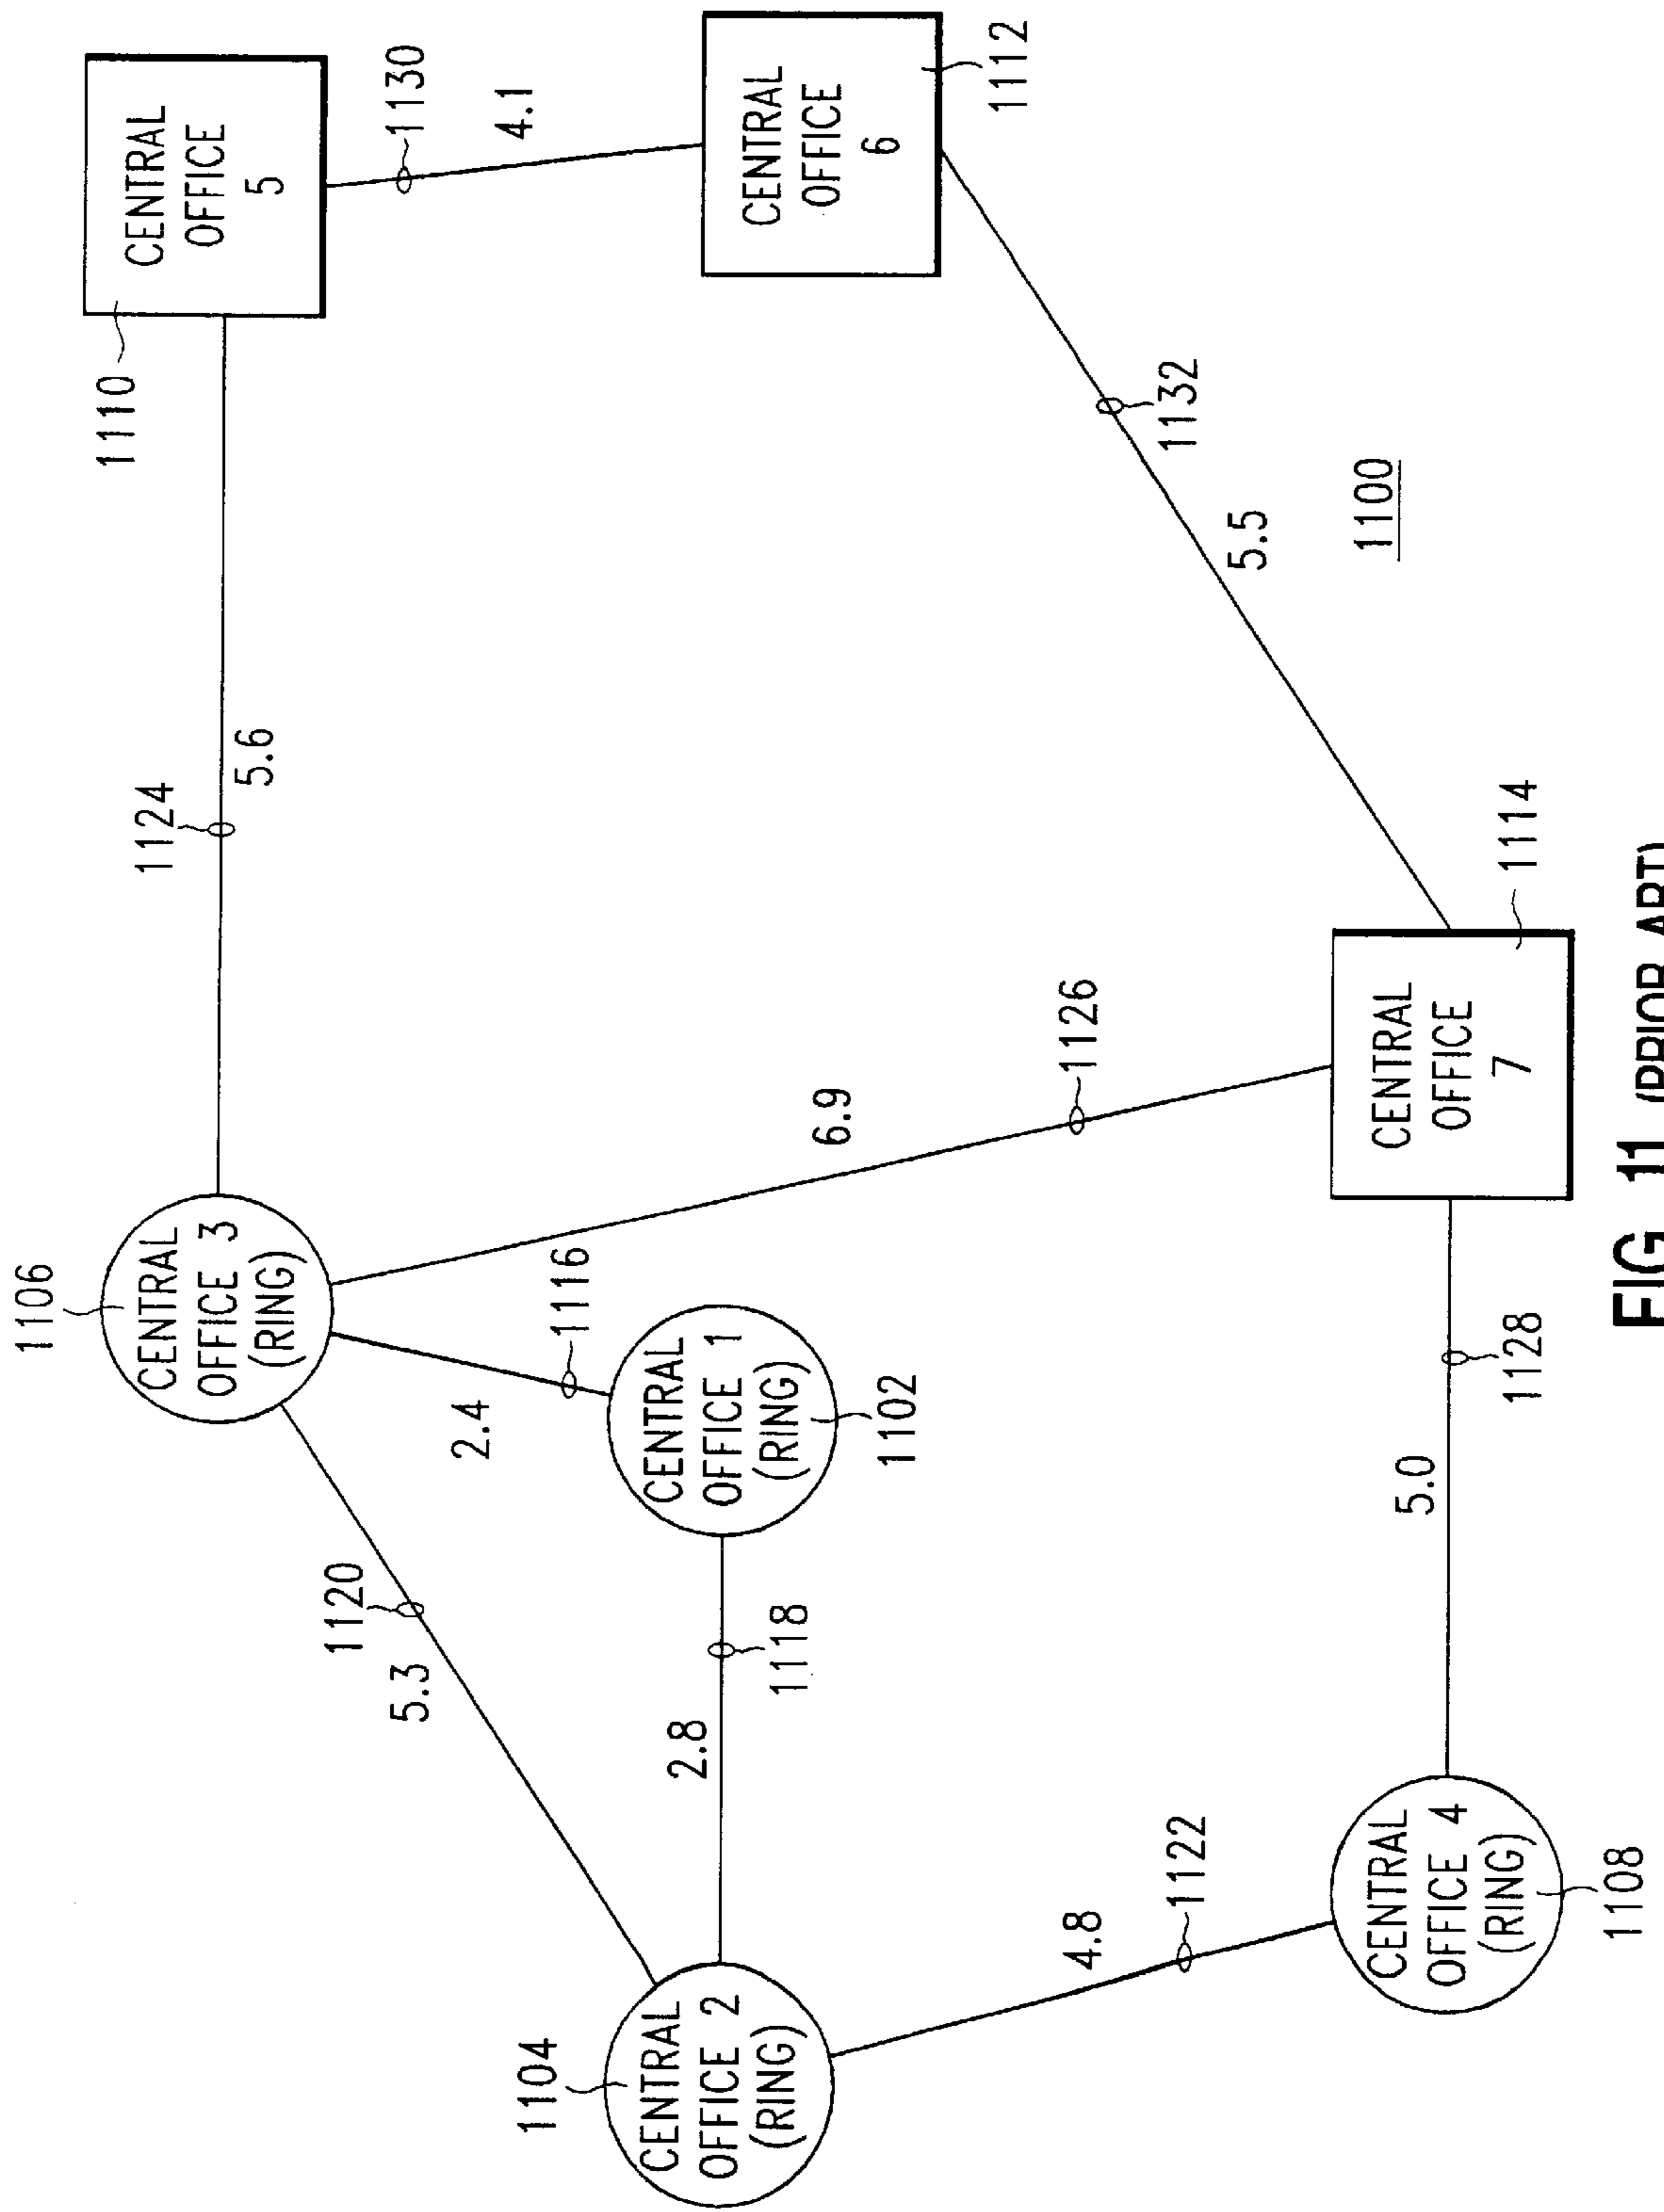 1106
1110
CENTRAL
OFFICE 3
(RING)
CENTRAL
OFFICE
5
1124
5.6
1120
5.3
1130
4.1
2.4
1116
1104
CENTRAL
OFFICE 2
(RING)
2.8
1118
CENTRAL
OFFICE 1
(RING)
1102
CENTRAL
OFFICE
6
1112
6.9
1126
4.8
1122
1132
5.5
1100
5.0
1128
CENTRAL
OFFICE 4
(RING)
1108
CENTRAL
OFFICE
7
1114
FIG. 11 (PRIOR ART)